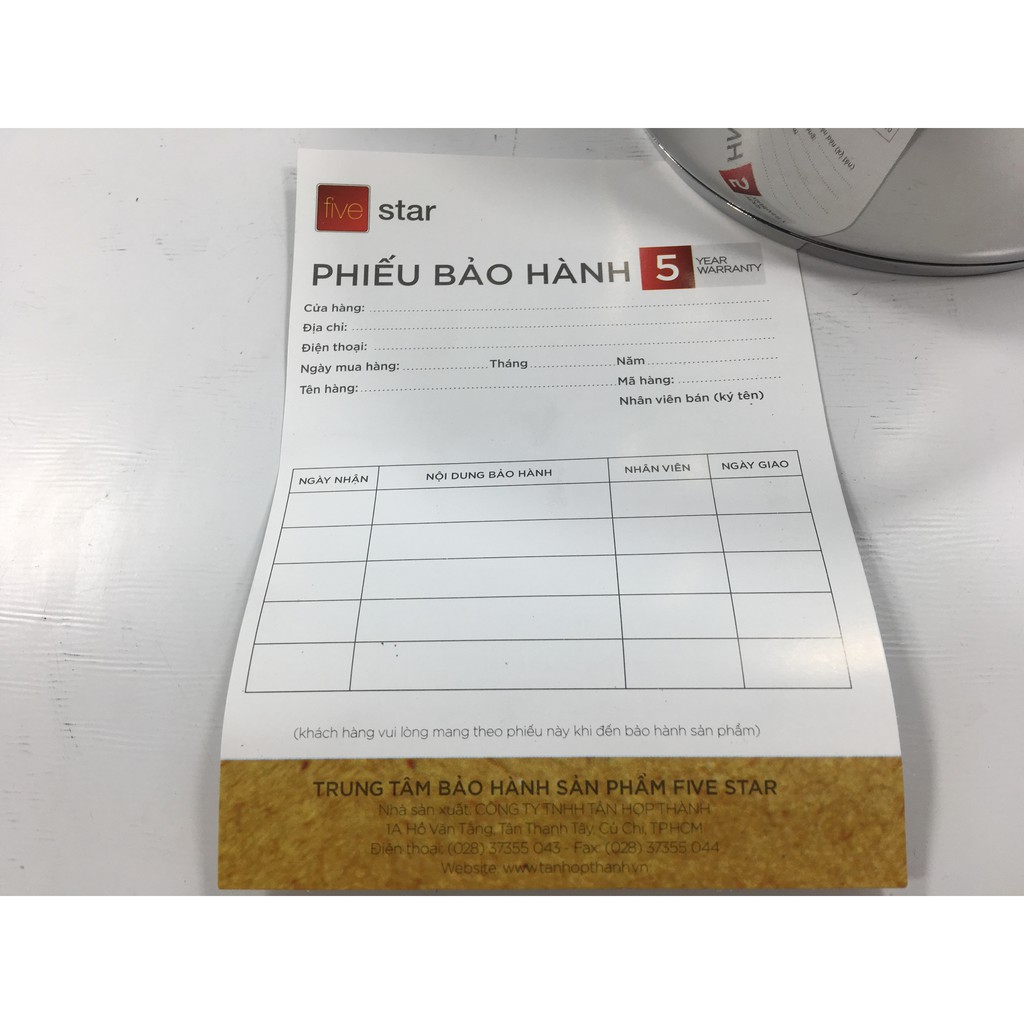 five star
PHIẾU BẢO HÀNH 5 YEAR WARRANTY
Cửa hàng:
Địa chỉ:
Điện thoại:
Ngày mua hàng: Tháng Năm
Tên hàng: Mã hàng:
Nhân viên bán (ký tên)
NGÀY NHẬN NỘI DUNG BẢO HÀNH NHÂN VIÊN NGÀY GIAO
(khách hàng vui lòng mang theo phiếu này khi đến bảo hành sản phẩm)
TRUNG TÂM BẢO HÀNH SẢN PHẨM FIVE STAR
Nhà sản xuất: CÔNG TY TNHH TÂN HỢP THÀNH
1A Hồ Văn Tắng, Tân Thạnh Tây, Củ Chi, TP.HCM
Điện thoại: (028) 37355 043 - Fax: (028) 37355 044
Website: www.tanhopthanh.vn